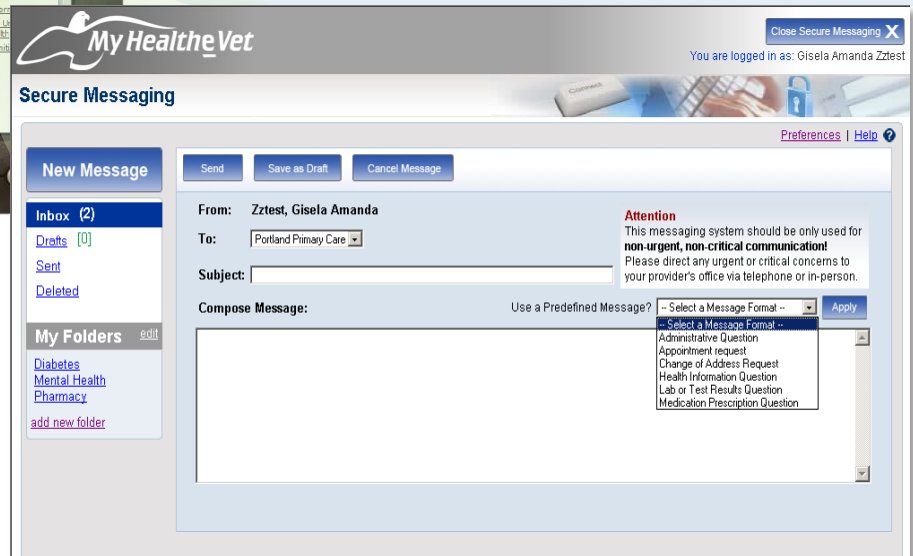 My HealtheVet
Close Secure Messaging X
You are logged in as: Gisela Amanda Zztest
Secure Messaging
Connect
Preferences | Help ?
New Message
Send
Save as Draft
Cancel Message
Inbox (2)
Drafts [0]
Sent
Deleted
My Folders edit
Diabetes
Mental Health
Pharmacy
add new folder
From: Zztest, Gisela Amanda
To: Portland Primary Care
Subject:
Attention
This messaging system should be only used for
non-urgent, non-critical communication!
Please direct any urgent or critical concerns to
your provider's office via telephone or in-person.
Compose Message:
Use a Predefined Message? -- Select a Message Format -- Apply
-- Select a Message Format --
Administrative Question
Appointment request
Change of Address Request
Health Information Question
Lab or Test Results Question
Medication Prescription Question